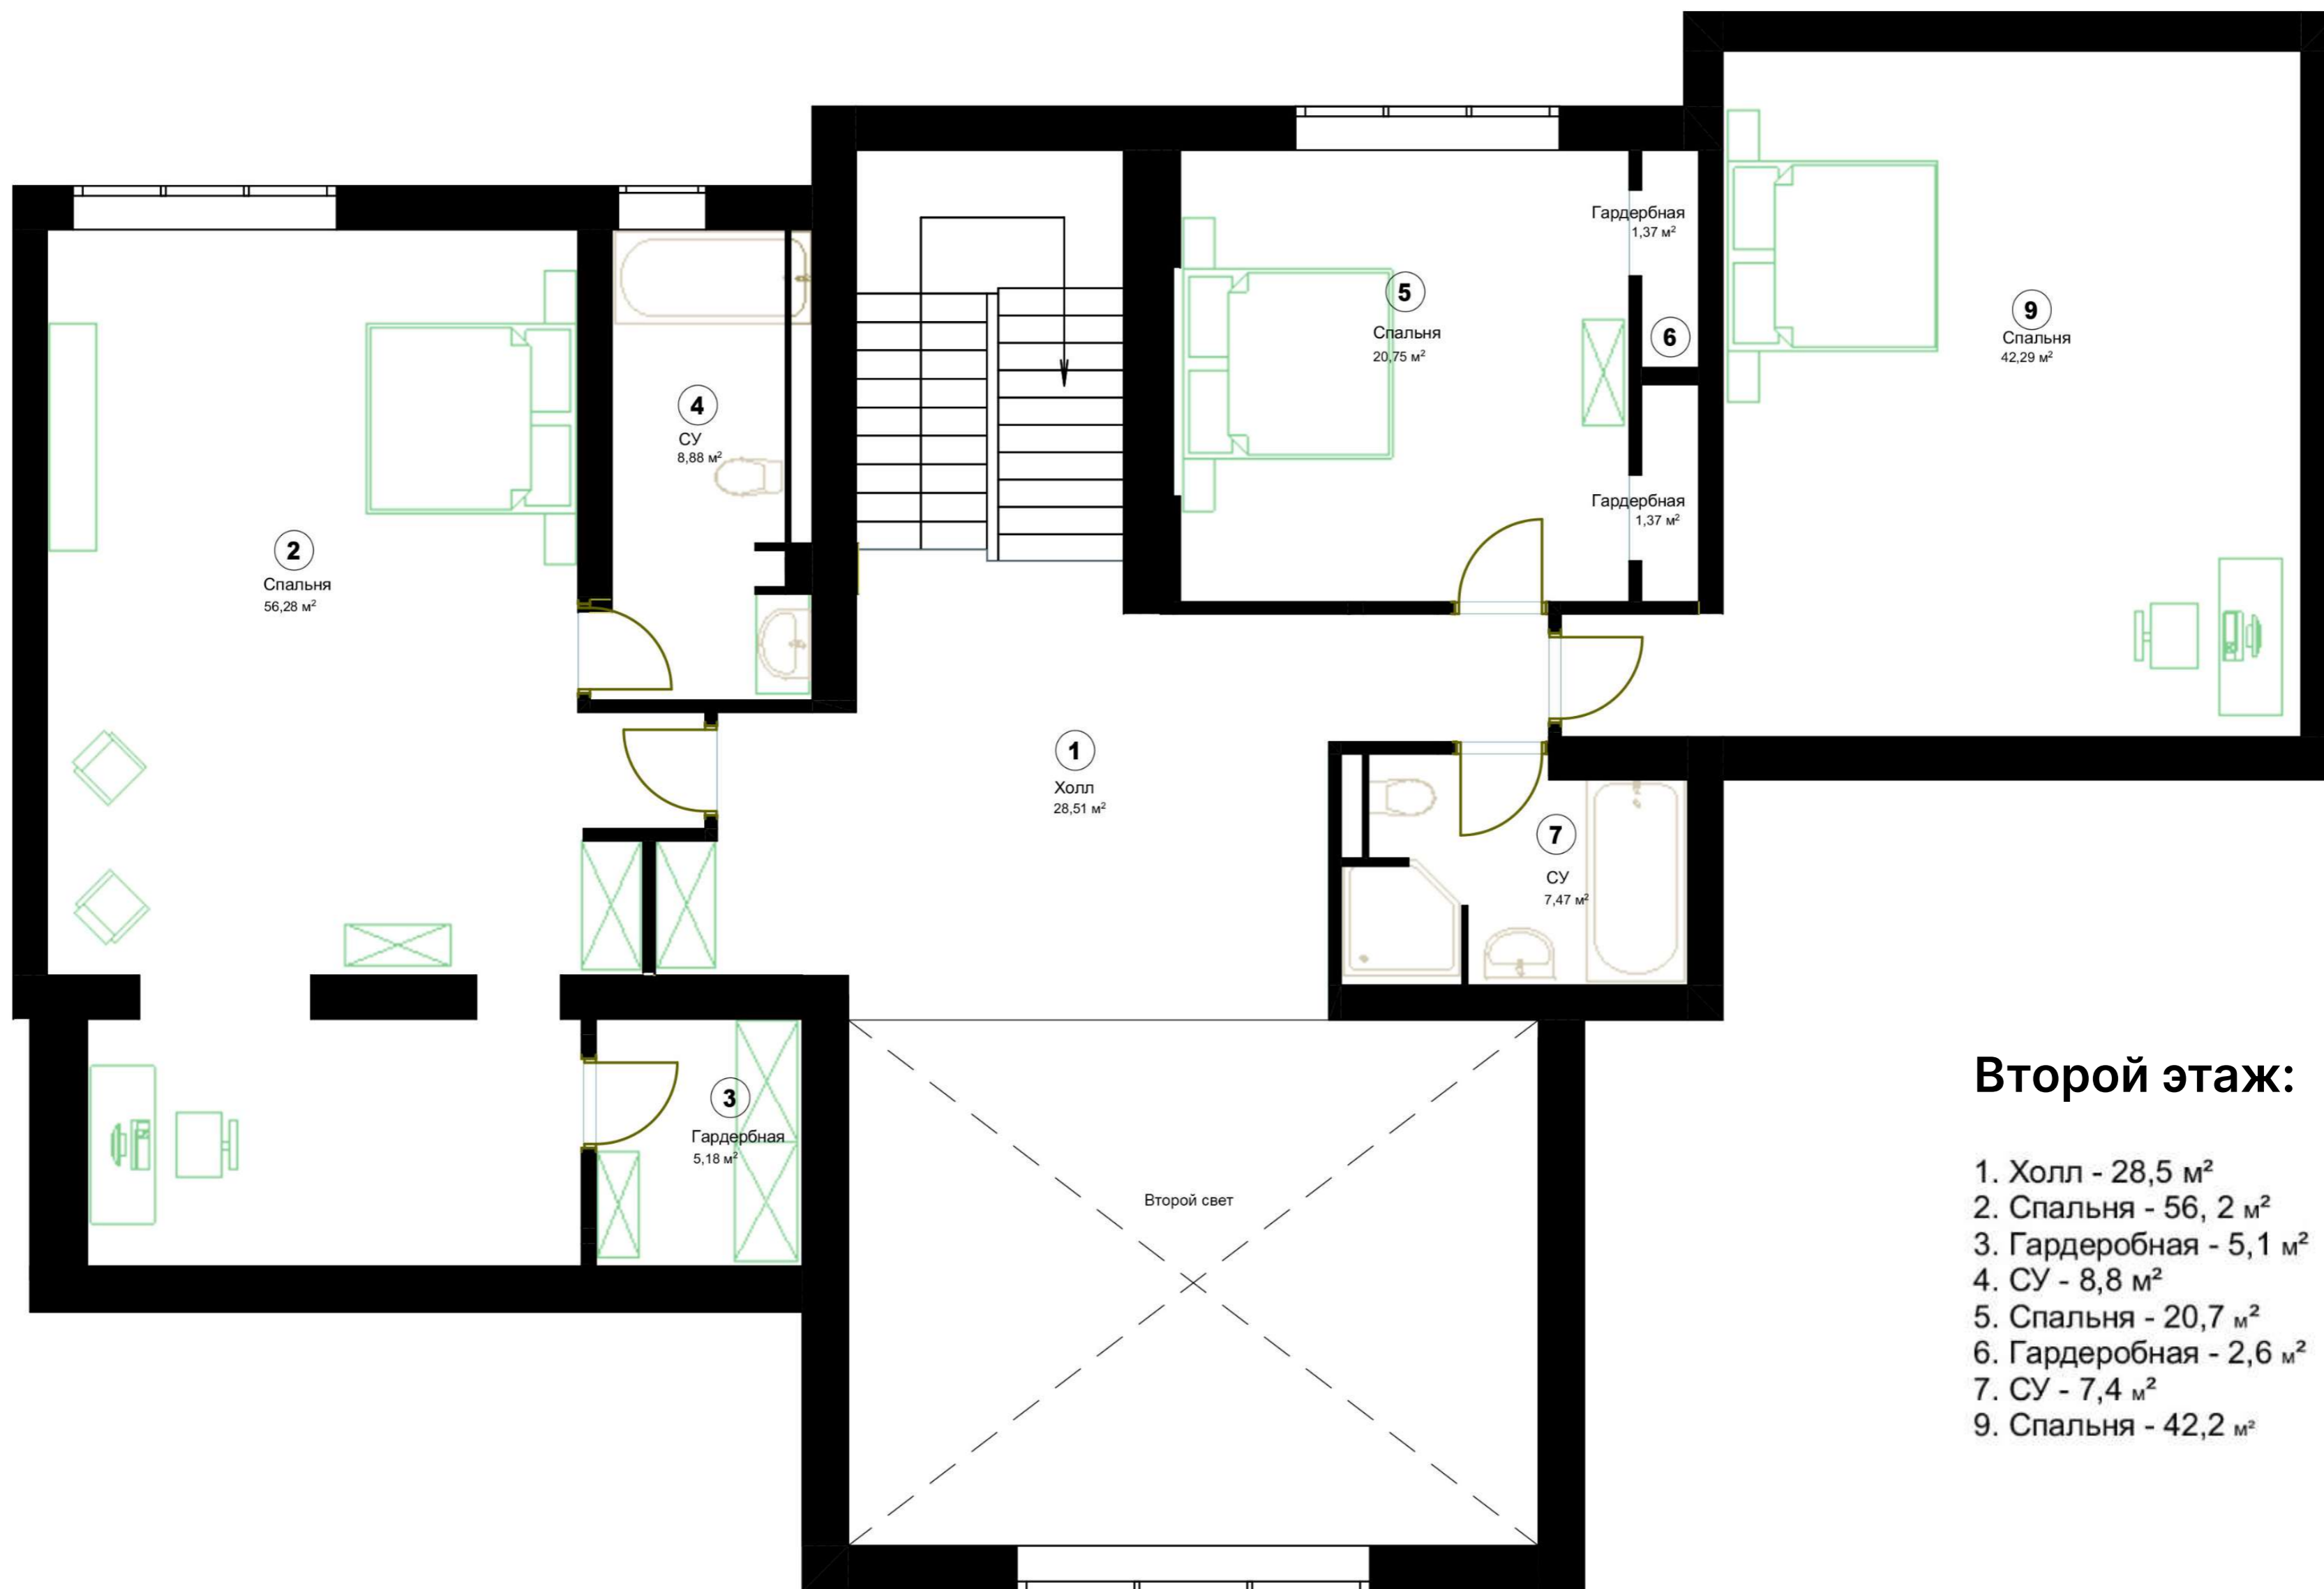 Гардербная
1,37 м²
5
Спальня
20,75 м²
6
9
Спальня
42,29 м²
4
СУ
8,88 м²
Гардербная
1,37 м²
2
Спальня
56,28 м²
1
Холл
28,51 м²
7
СУ
7,47 м²
3
Гардербная
5,18 м²
Второй свет
Второй этаж:
1. Холл - 28,5 м²
2. Спальня - 56, 2 м²
3. Гардеробная - 5,1 м²
4. СУ - 8,8 м²
5. Спальня - 20,7 м²
6. Гардеробная - 2,6 м²
7. СУ - 7,4 м²
9. Спальня - 42,2 м²